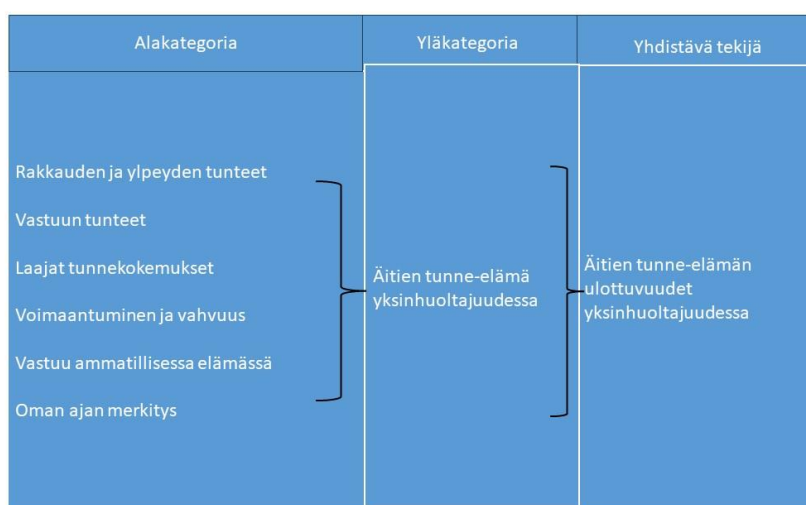 Alakategoria
Yläkategoria
Yhdistävä tekijä
Rakkauden ja ylpeyden tunteet
Vastuun tunteet
Laajat tunnekokemukset
Voimaantuminen ja vahvuus
Vastuu ammatillisessa elämässä
Oman ajan merkitys
Äitien tunne-elämä
yksinhuoltajuudessa
Äitien tunne-elämän
ulottuvuudet
yksinhuoltajuudessa